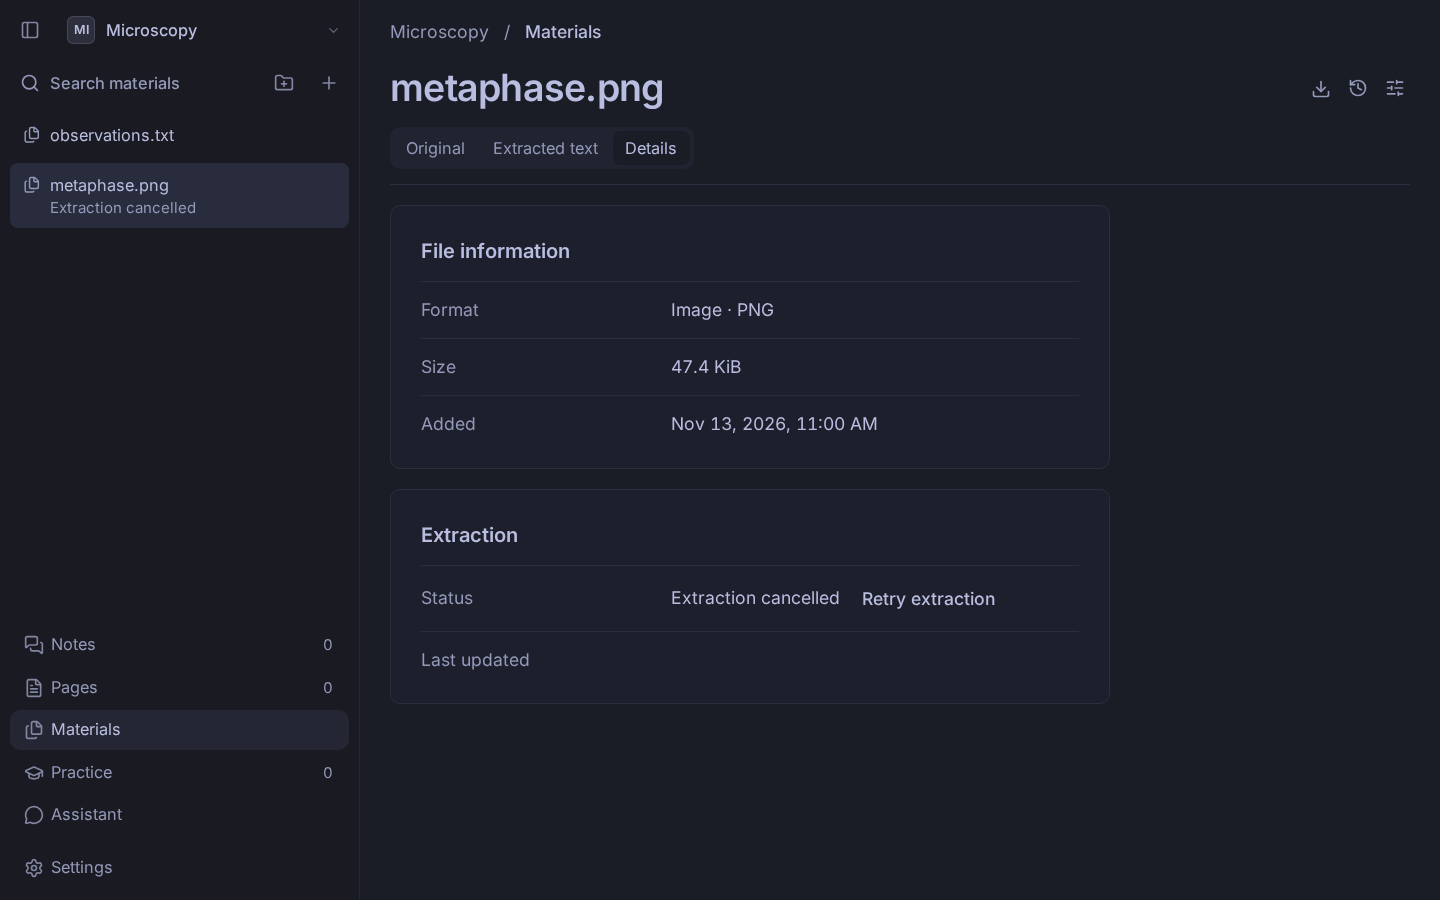 MI Microscopy
Search materials
observations.txt
metaphase.png
Extraction cancelled
Notes 0
Pages 0
Materials
Practice 0
Assistant
Settings
Microscopy / Materials
metaphase.png
Original Extracted text Details
File information
Format Image · PNG
Size 47.4 KiB
Added Nov 13, 2026, 11:00 AM
Extraction
Status Extraction cancelled Retry extraction
Last updated